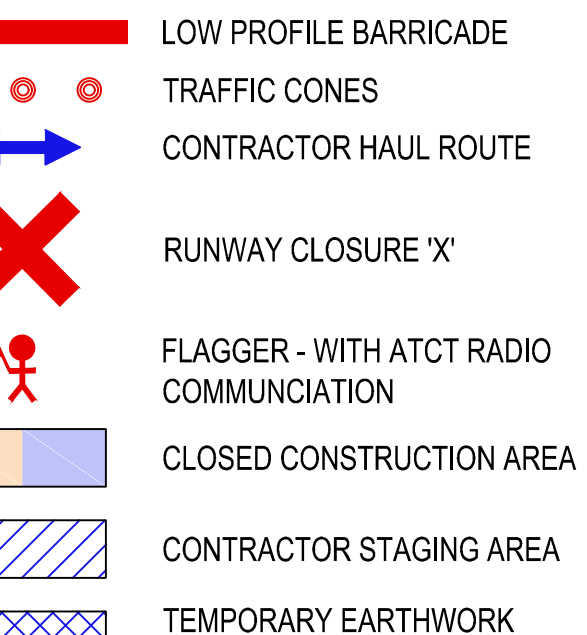 LOW PROFILE BARRICADE
TRAFFIC CONES
CONTRACTOR HAUL ROUTE
RUNWAY CLOSURE 'X'
FLAGGER - WITH ATCT RADIO
COMMUNCIATION
CLOSED CONSTRUCTION AREA
CONTRACTOR STAGING AREA
TEMPORARY EARTHWORK